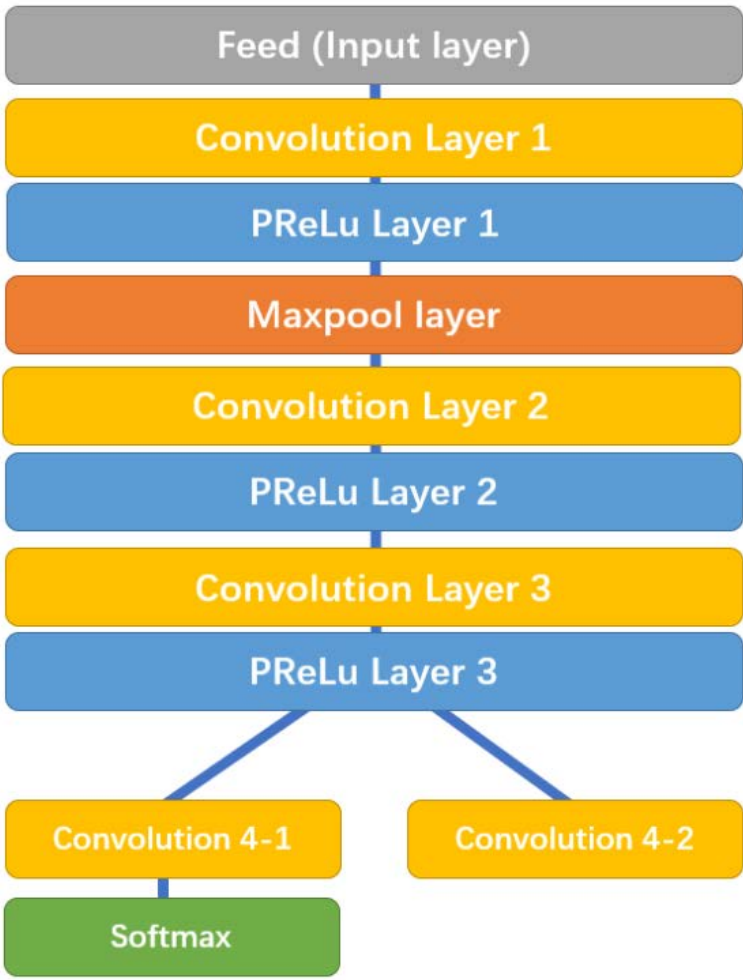 Feed (Input layer)
Convolution Layer 1
PReLu Layer 1
Maxpool layer
Convolution Layer 2
PReLu Layer 2
Convolution Layer 3
PReLu Layer 3
Convolution 4-1
Convolution 4-2
Softmax